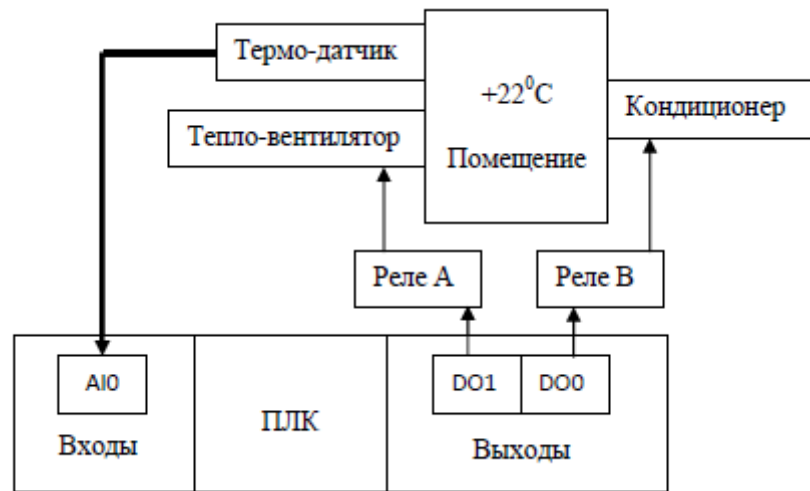 Термо-датчик
+22⁰C
Кондиционер
Тепло-вентилятор
Помещение
Реле А
Реле В
AI0
DO1
DO0
Входы
ПЛК
Выходы